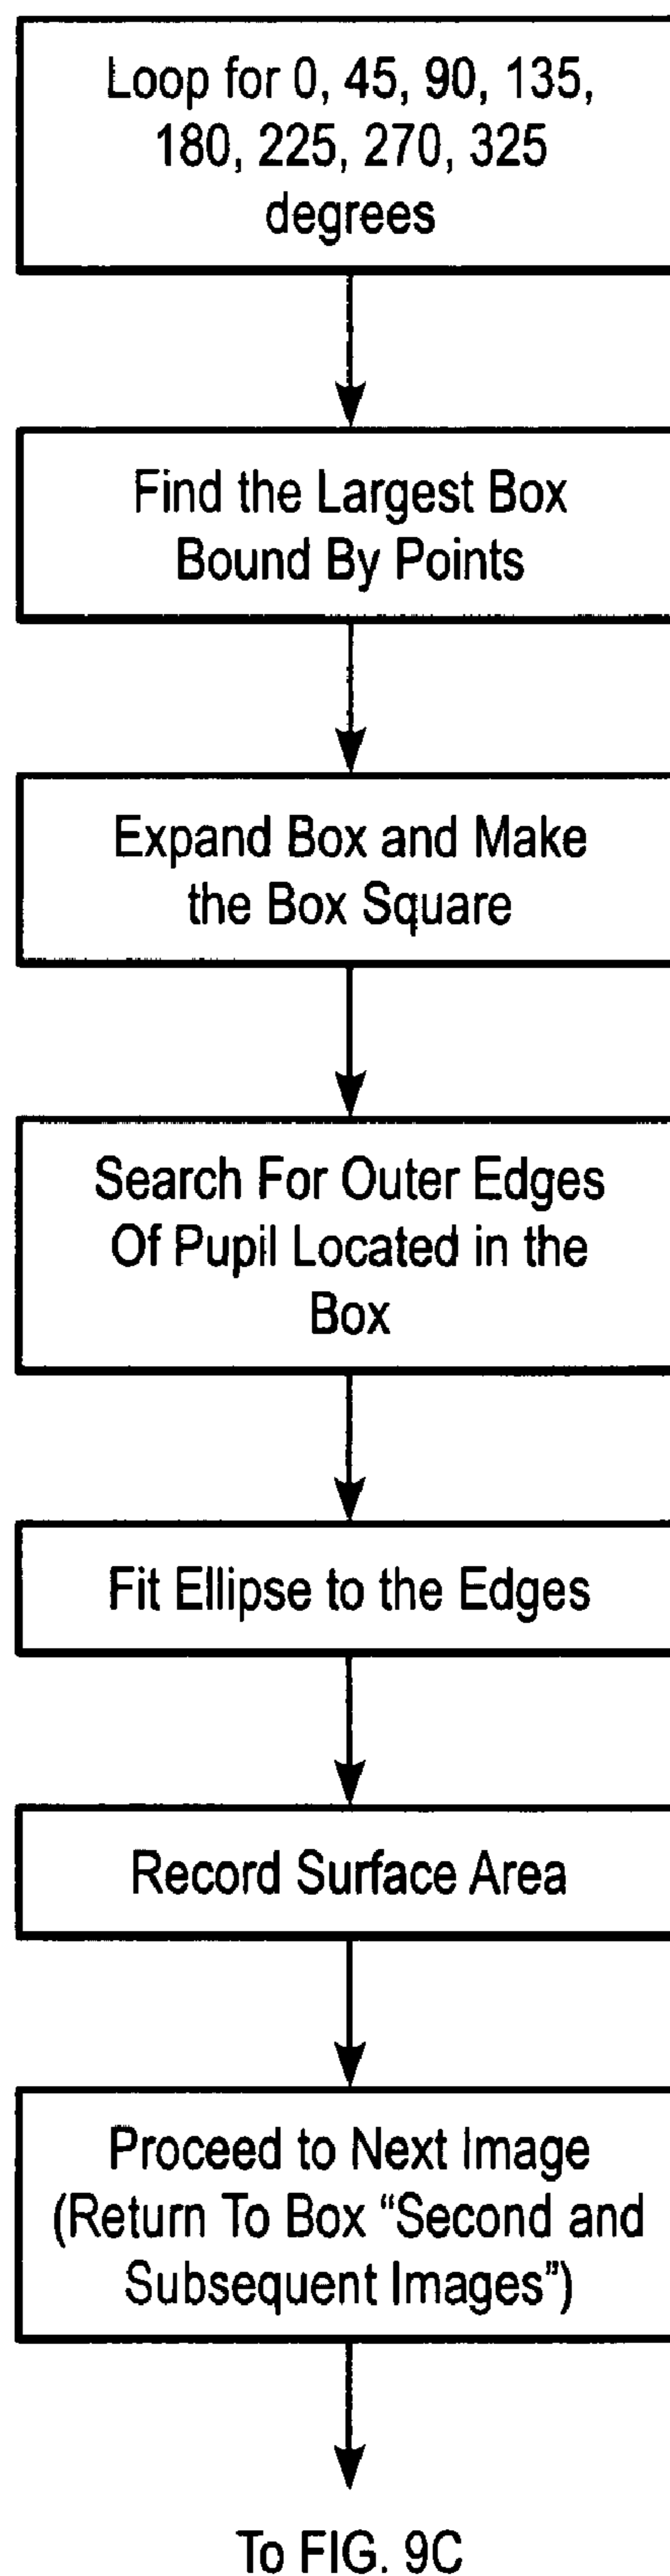 Loop for 0, 45, 90, 135,
180, 225, 270, 325
degrees
Find the Largest Box
Bound By Points
Expand Box and Make
the Box Square
Search For Outer Edges
Of Pupil Located in the
Box
Fit Ellipse to the Edges
Record Surface Area
Proceed to Next Image
(Return To Box “Second and
Subsequent Images”)
To FIG. 9C